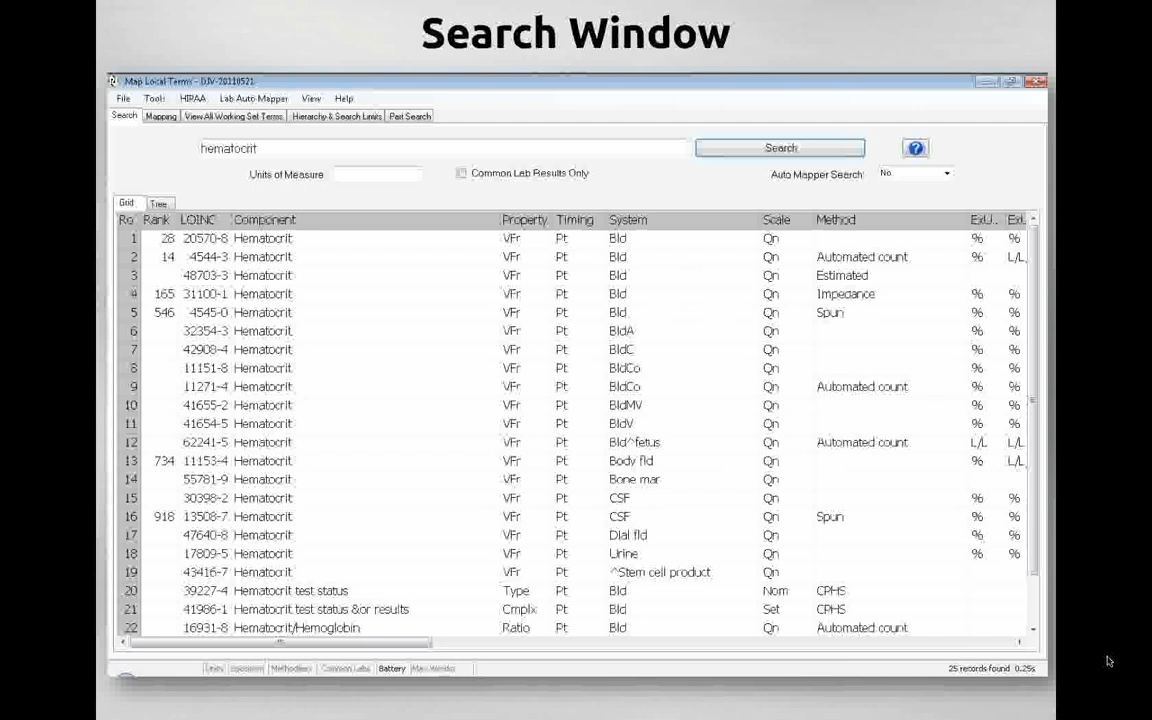 Search Window
Map Local Terms - DJV-20110521
File Tools HIPAA Lab Auto Mapper View Help
Search Mapping View All Working Set Terms Hierarchy & Search Limits Part Search
hematocrit Search
Units of Measure Common Lab Results Only Auto Mapper Search: No
Grid Tree
Ro Rank LOINC Component Property Timing System Scale Method ExU.. ExL
1 28 20570-8 Hematocrit VFr Pt Bld Qn % %
2 14 4544-3 Hematocrit VFr Pt Bld Qn Automated count % L/L,
3 48703-3 Hematocrit VFr Pt Bld Qn Estimated
4 165 31100-1 Hematocrit VFr Pt Bld Qn Impedance % %
5 546 4545-0 Hematocrit VFr Pt Bld Qn Spun % %
6 32354-3 Hematocrit VFr Pt BldA Qn % %
7 42908-4 Hematocrit VFr Pt BldC Qn % %
8 11151-8 Hematocrit VFr Pt BldCo Qn % %
9 11271-4 Hematocrit VFr Pt BldCo Qn Automated count % %
10 41655-2 Hematocrit VFr Pt BldMV Qn % %
11 41654-5 Hematocrit VFr Pt BldV Qn % %
12 62241-5 Hematocrit VFr Pt Bld^fetus Qn Automated count L/L L/L
13 734 11153-4 Hematocrit VFr Pt Body fld Qn % L/L,
14 55781-9 Hematocrit VFr Pt Bone mar Qn
15 30398-2 Hematocrit VFr Pt CSF Qn % %
16 918 13508-7 Hematocrit VFr Pt CSF Qn Spun % %
17 47640-8 Hematocrit VFr Pt Dial fld Qn % %
18 17809-5 Hematocrit VFr Pt Urine Qn % %
19 43416-7 Hematocrit VFr Pt ^Stem cell product Qn
20 39227-4 Hematocrit test status Type Pt Bld Nom CPHS
21 41986-1 Hematocrit test status &or results Cmplx Pt Bld Set CPHS
22 16931-8 Hematocrit/Hemoglobin Ratio Pt Bld Qn Automated count
Units Methodless Common Labs Battery 25 records found 0.25s